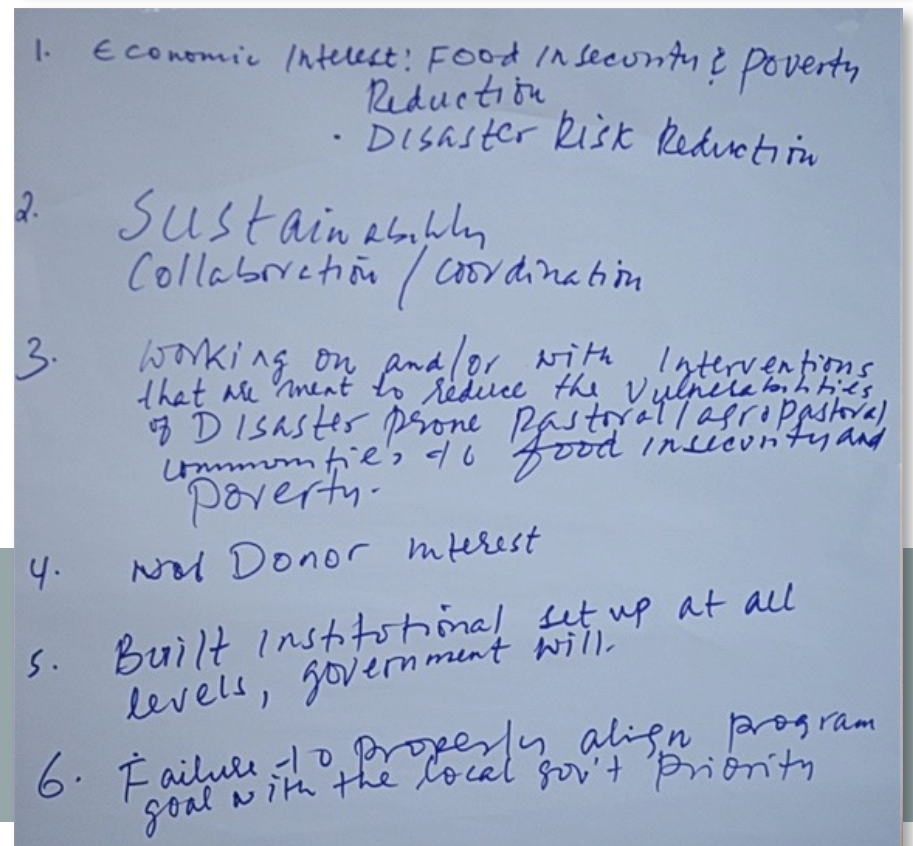 1. Economic Interest: Food Insecurity & Poverty
Reduction
· Disaster Risk Reduction
2. Sustainability
Collaboration / coordination
3. Working on and/or with Interventions
that are ment to reduce the Vulnerabilities
of Disaster prone pastoral / agropastoral
communities to food insecurity and
poverty.
4. Not Donor interest
5. Built institutional set up at all
levels, government will.
6. Failure to properly align program
goal with the local gov't priority